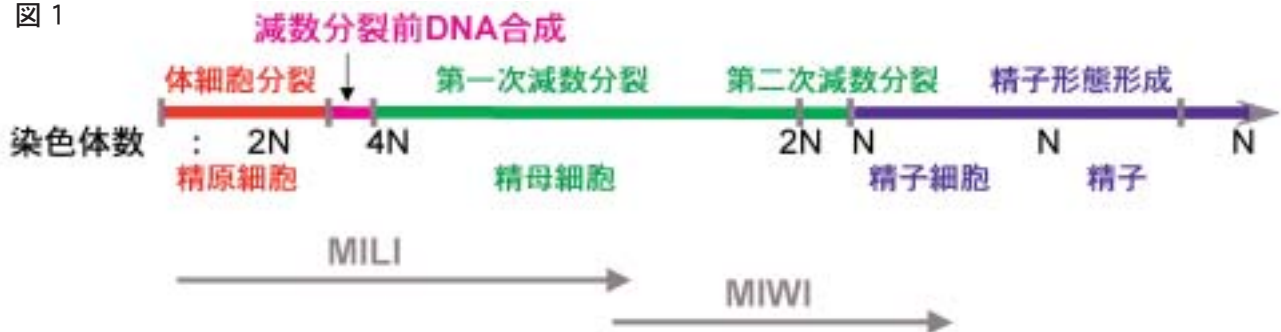 図 1
減数分裂前DNA合成
体細胞分裂 第一次減数分裂 第二次減数分裂 精子形態形成
染色体数 : 2N 4N 2N N N N
精原細胞 精母細胞 精子細胞 精子
MILI
MIWI